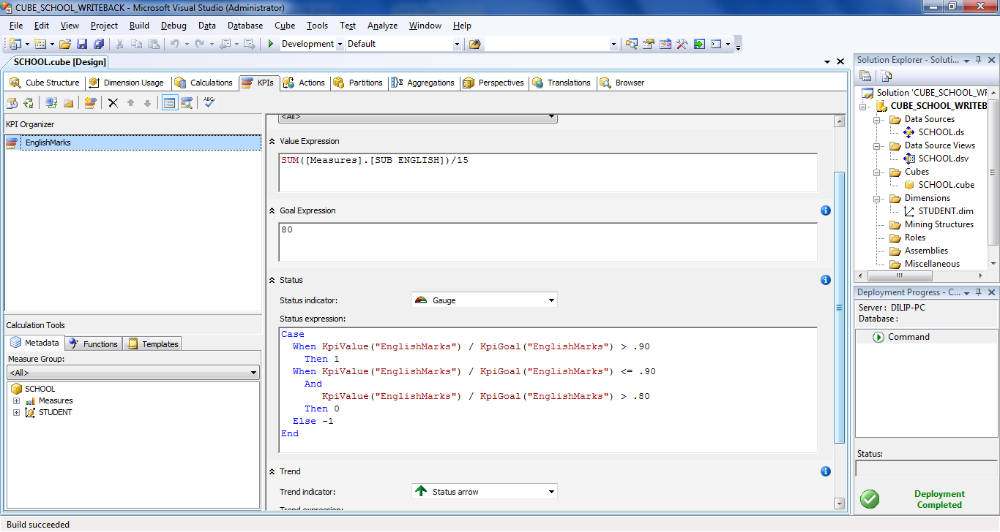 CUBE_SCHOOL_WRITEBACK - Microsoft Visual Studio (Administrator)
File Edit View Project Build Debug Data Database Cube Tools Test Analyze Window Help
Development Default
SCHOOL.cube [Design]
Cube Structure Dimension Usage Calculations KPIs Actions Partitions Aggregations Perspectives Translations Browser
ABC
KPI Organizer
EnglishMarks
Calculation Tools
Metadata Functions Templates
Measure Group:
<All>
SCHOOL
Measures
STUDENT
<All>
Value Expression
SUM([Measures].[SUB ENGLISH])/15
Goal Expression
80
Status
Status indicator: Gauge
Status expression:
Case
When KpiValue("EnglishMarks") / KpiGoal("EnglishMarks") > .90
Then 1
When KpiValue("EnglishMarks") / KpiGoal("EnglishMarks") <= .90
And
KpiValue("EnglishMarks") / KpiGoal("EnglishMarks") > .80
Then 0
Else -1
End
Trend
Trend indicator: Status arrow
Trend expression:
Solution Explorer - Soluti...
Solution 'CUBE_SCHOOL_WF
CUBE_SCHOOL_WRITEB
Data Sources
SCHOOL.ds
Data Source Views
SCHOOL.dsv
Cubes
SCHOOL.cube
Dimensions
STUDENT.dim
Mining Structures
Roles
Assemblies
Miscellaneous
Deployment Progress - C...
Server : DILIP-PC
Database :
Command
Status:
Deployment
Completed
Build succeeded